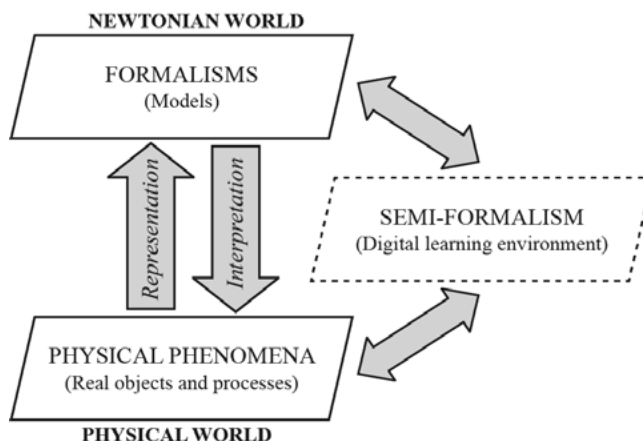 NEWTONIAN WORLD
FORMALISMS
(Models)
Representation
Interpretation
SEMI-FORMALISM
(Digital learning environment)
PHYSICAL PHENOMENA
(Real objects and processes)
PHYSICAL WORLD